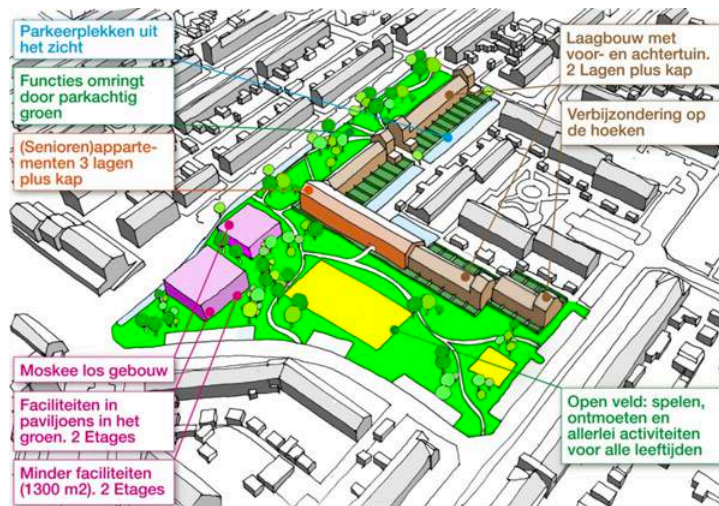 Parkeerplekken uit
het zicht
Functies omringt
door parkachtig
groen
(Senioren)apparte-
menten 3 lagen
plus kap
Laagbouw met
voor- en achtertuin.
2 Lagen plus kap
Verbijzondering op
de hoeken
Moskee los gebouw
Faciliteiten in
paviljoens in het
groen. 2 Etages
Minder faciliteiten
(1300 m2). 2 Etages
Open veld: spelen,
ontmoeten en
allerlei activiteiten
voor alle leeftijden